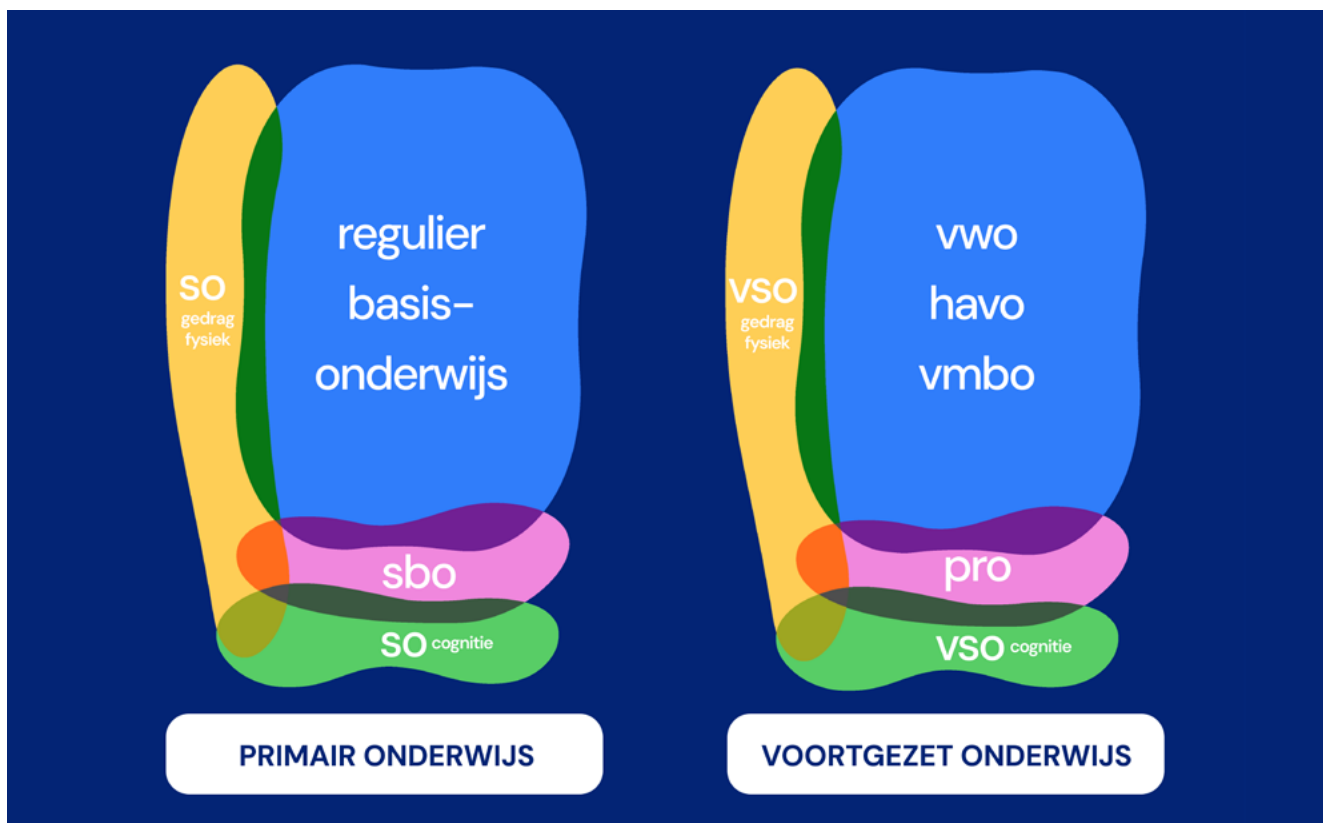 regulier
basis-
onderwijs
so
gedrag
fysiek
sbo
so cognitie
PRIMAIR ONDERWIJS
vwo
havo
vmbo
vso
gedrag
fysiek
pro
vso cognitie
VOORTGEZET ONDERWIJS